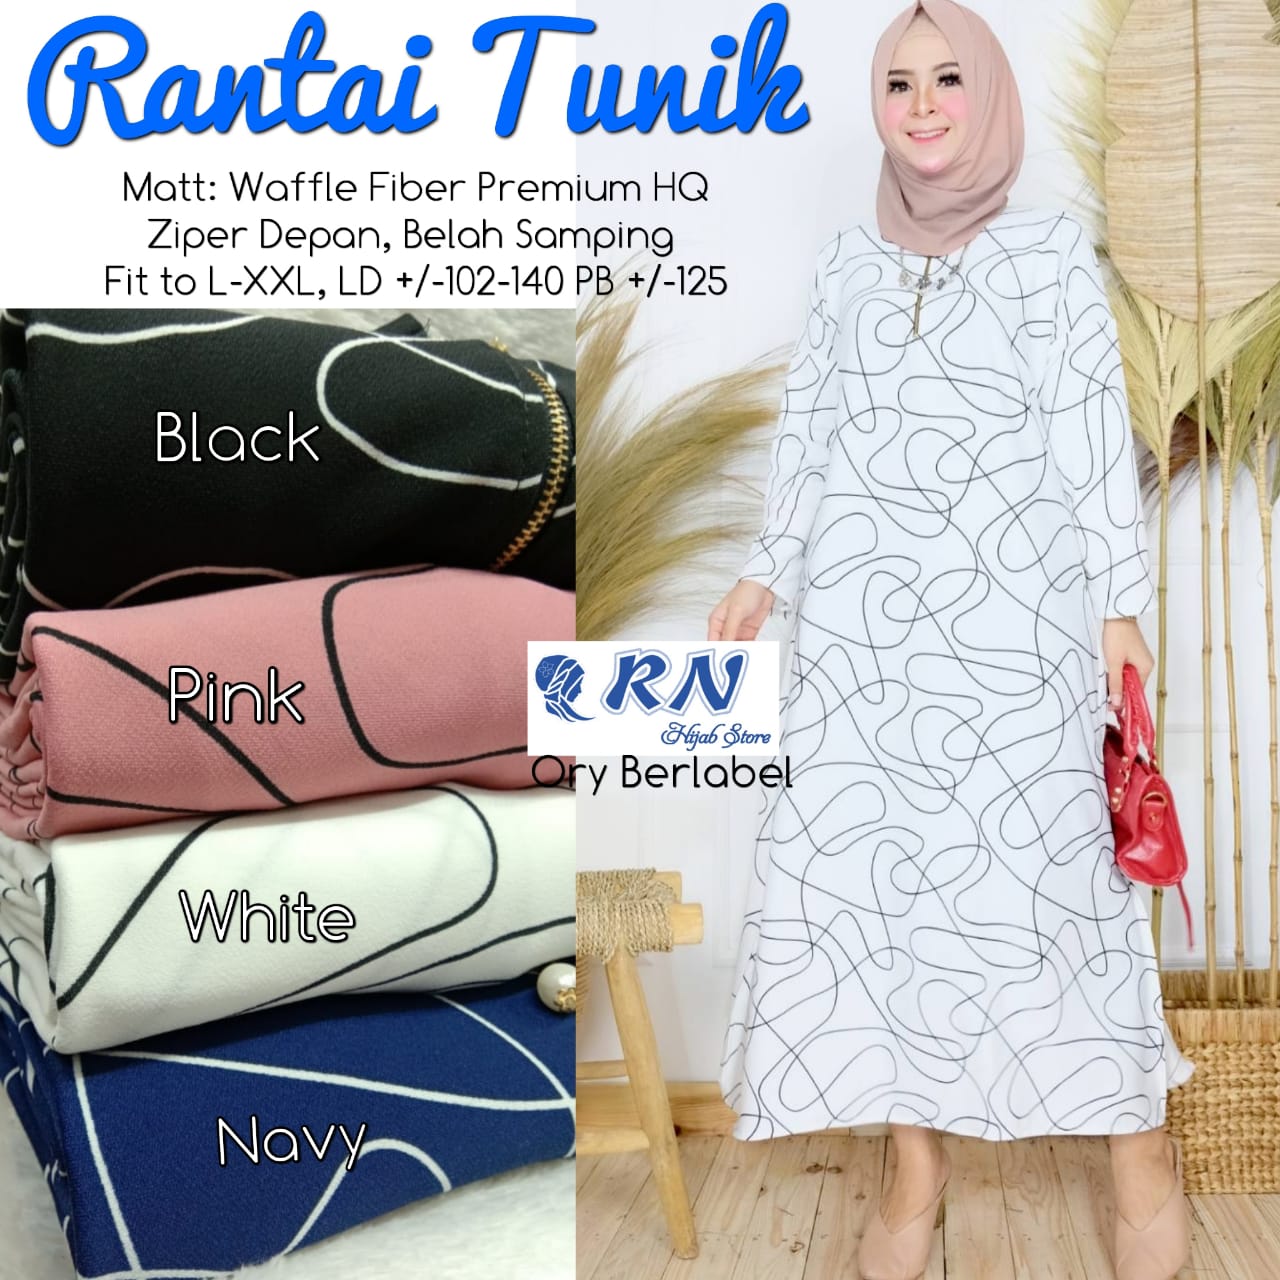 Rantai Tunik
Matt: Waffle Fiber Premium HQ
Ziper Depan, Belah Samping
Fit to L-XXL, LD +/-102-140 PB +/-125
Black
Pink
White
Navy
RN
Hijab Store
Ory Berlabel